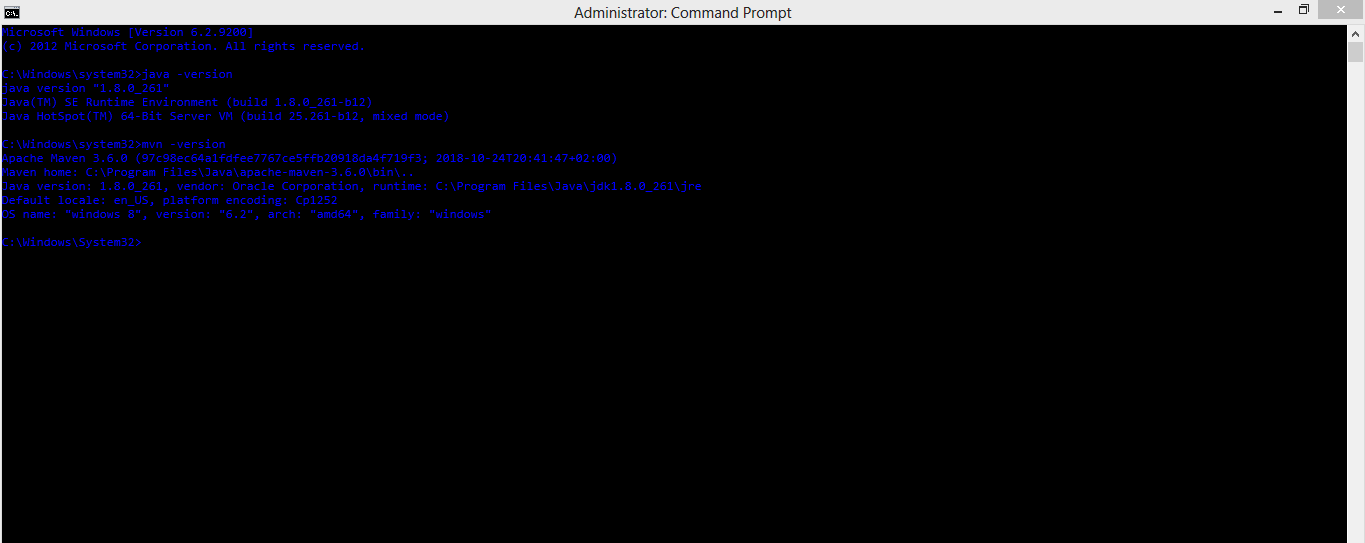 Administrator: Command Prompt
Microsoft Windows [Version 6.2.9200]
(c) 2012 Microsoft Corporation. All rights reserved.
C:\Windows\system32>java -version
java version "1.8.0_261"
Java(TM) SE Runtime Environment (build 1.8.0_261-b12)
Java HotSpot(TM) 64-Bit Server VM (build 25.261-b12, mixed mode)
C:\Windows\system32>mvn -version
Apache Maven 3.6.0 (97c98ec64a1fdfee7767ce5ffb20918da4f719f3; 2018-10-24T20:41:47+02:00)
Maven home: C:\Program Files\Java\apache-maven-3.6.0\bin\..
Java version: 1.8.0_261, vendor: Oracle Corporation, runtime: C:\Program Files\Java\jdk1.8.0_261\jre
Default locale: en_US, platform encoding: Cp1252
OS name: "windows 8", version: "6.2", arch: "amd64", family: "windows"
C:\Windows\System32>